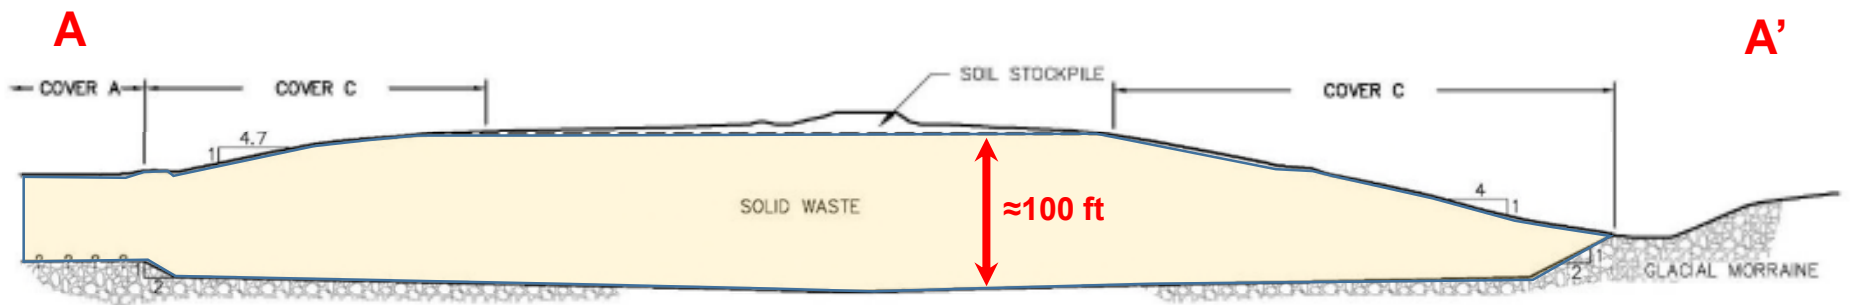 A
A’
COVER A
COVER C
SOIL STOCKPILE
COVER C
1
4.7
SOLID WASTE
≈100 ft
4
1
? ? ? ?
2
1
2
GLACIAL MORRAINE